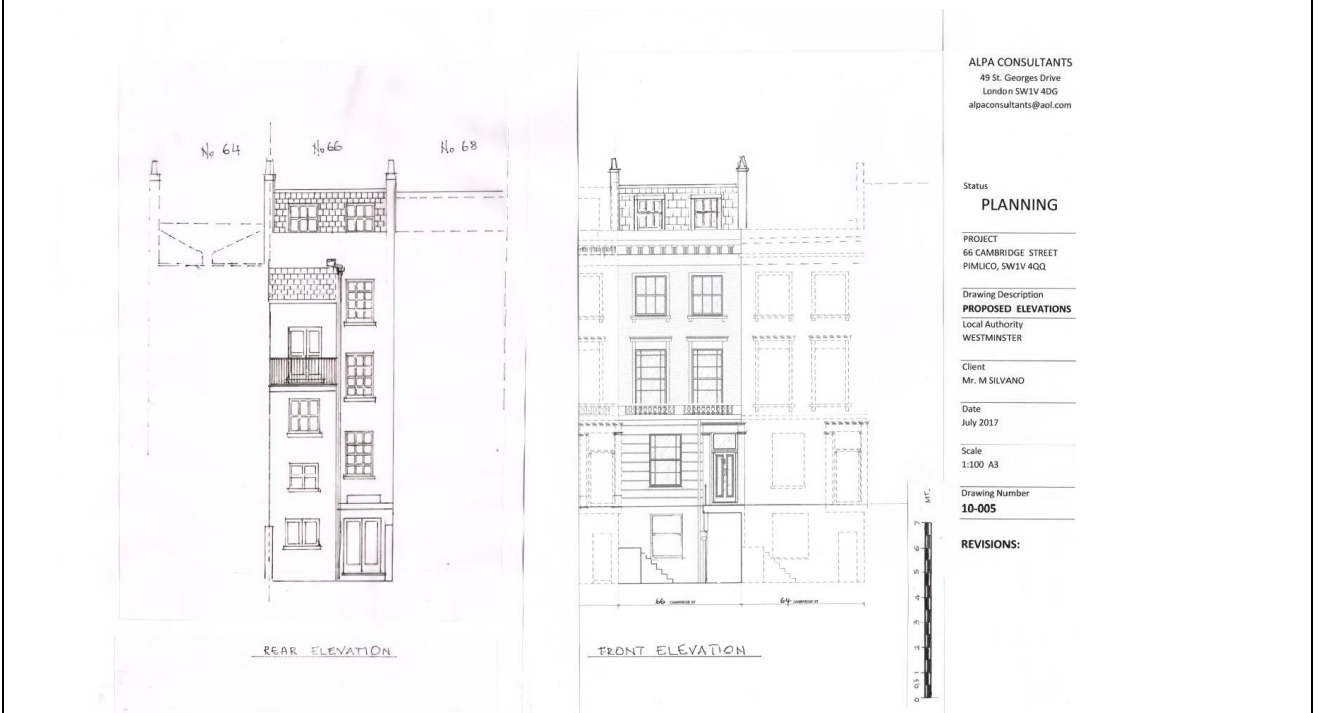 No 64
No 66
No 68
REAR ELEVATION
FRONT ELEVATION
66 CAMBRIDGE ST
64 CAMBRIDGE ST
0 0,5 1 2 3 4 5 6 7
MT.
ALPA CONSULTANTS
49 St. Georges Drive
London SW1V 4DG
alpaconsultants@aol.com
Status
PLANNING
PROJECT
66 CAMBRIDGE STREET
PIMLICO, SW1V 4QQ
Drawing Description
PROPOSED ELEVATIONS
Local Authority
WESTMINSTER
Client
Mr. M SILVANO
Date
July 2017
Scale
1:100 A3
Drawing Number
10-005
REVISIONS: